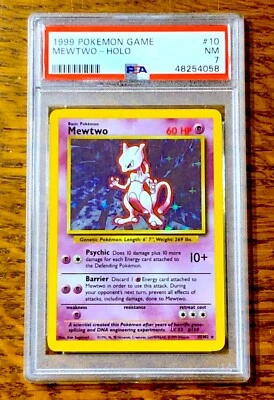 1999 POKEMON GAME #10
MEWTWO - HOLO NM
7
PSA 48254058
Basic Pokémon
Mewtwo 60 HP
Genetic Pokémon. Length: 6' 7", Weight: 269 lbs.
Psychic Does 10 damage plus 10 more
damage for each Energy card attached to
the Defending Pokémon.
10+
Barrier Discard 1 Energy card attached to
Mewtwo in order to use this attack. During
your opponent's next turn, prevent all effects of
attacks, including damage, done to Mewtwo.
weakness resistance retreat cost
A scientist created this Pokémon after years of horrific gene-
splicing and DNA engineering experiments. LV. 53 #150